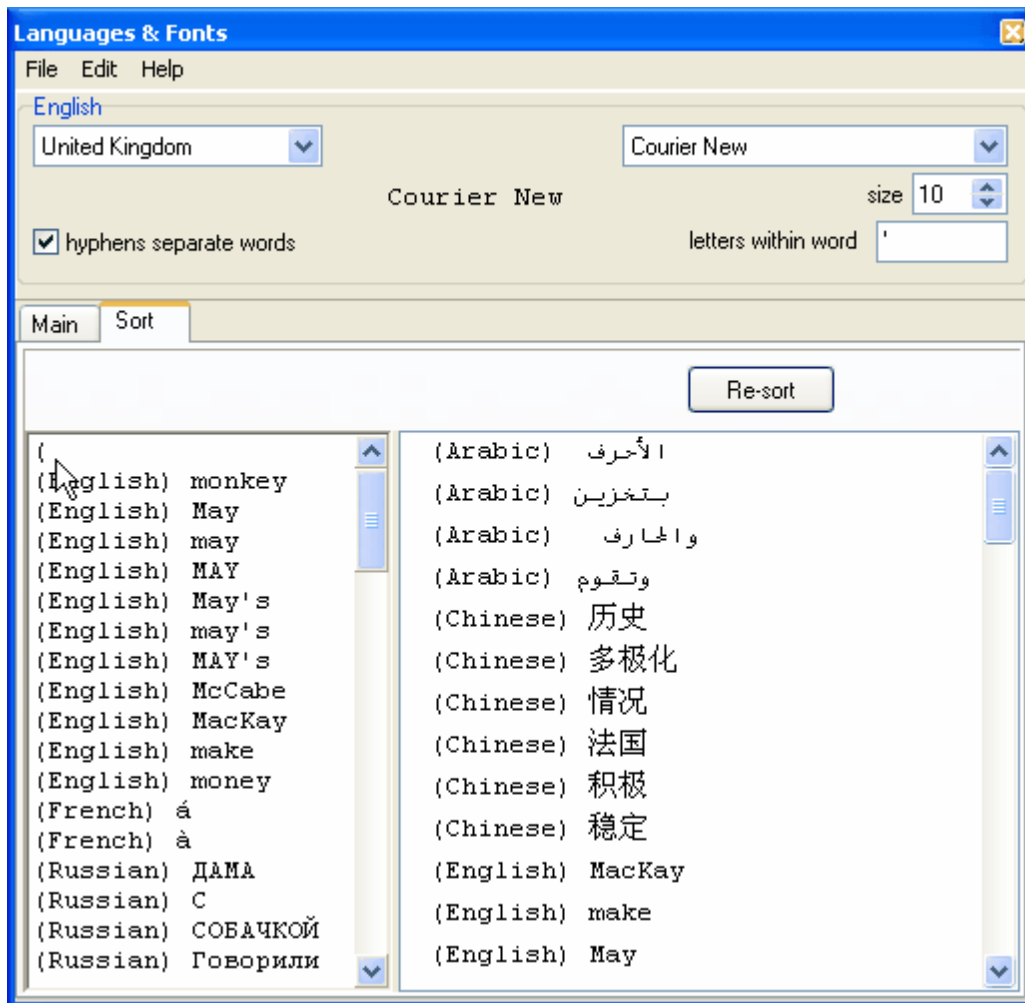 Languages & Fonts
File Edit Help
English
United Kingdom
Courier New
Courier New
size 10
hyphens separate words
letters within word '
Main Sort
Re-sort
(
(English) monkey
(English) May
(English) may
(English) MAY
(English) May's
(English) may's
(English) MAY's
(English) McCabe
(English) MacKay
(English) make
(English) money
(French) á
(French) à
(Russian) ДАМА
(Russian) С
(Russian) СОБАЧКОЙ
(Russian) Говорили
(Arabic) الأحرف
(Arabic) بتخزين
(Arabic) والمحارف
(Arabic) وتقوم
(Chinese) 历史
(Chinese) 多极化
(Chinese) 情况
(Chinese) 法国
(Chinese) 积极
(Chinese) 稳定
(English) MacKay
(English) make
(English) May